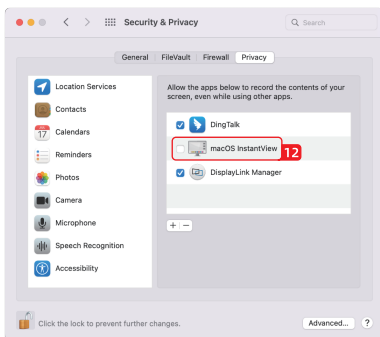 Security & Privacy
Search
General
FileVault
Firewall
Privacy
Location Services
Contacts
17
Calendars
Reminders
Photos
Camera
Microphone
Speech Recognition
Accessibility
Allow the apps below to record the contents of your
screen, even while using other apps.
DingTalk
macOS InstantView
12
DisplayLink Manager
+
−
Click the lock to prevent further changes.
Advanced...
?